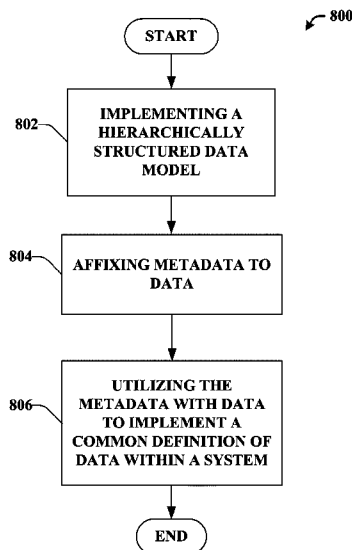 800
START
802
IMPLEMENTING A
HIERARCHICALLY
STRUCTURED DATA
MODEL
804
AFFIXING METADATA TO
DATA
806
UTILIZING THE
METADATA WITH DATA
TO IMPLEMENT A
COMMON DEFINITION OF
DATA WITHIN A SYSTEM
END